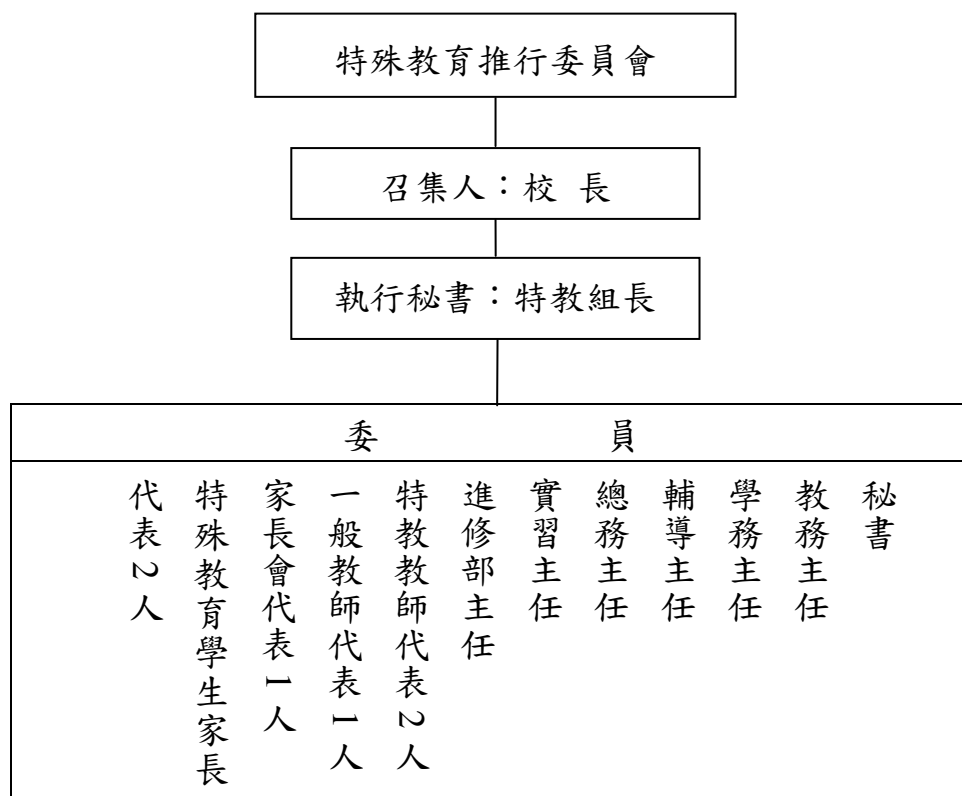 特殊教育推行委員會
召集人：校 長
執行秘書：特教組長
委 員
秘書
教務主任
學務主任
輔導主任
總務主任
實習主任
進修部主任
特教教師代表2人
一般教師代表1人
家長會代表1人
特殊教育學生家長
代表2人